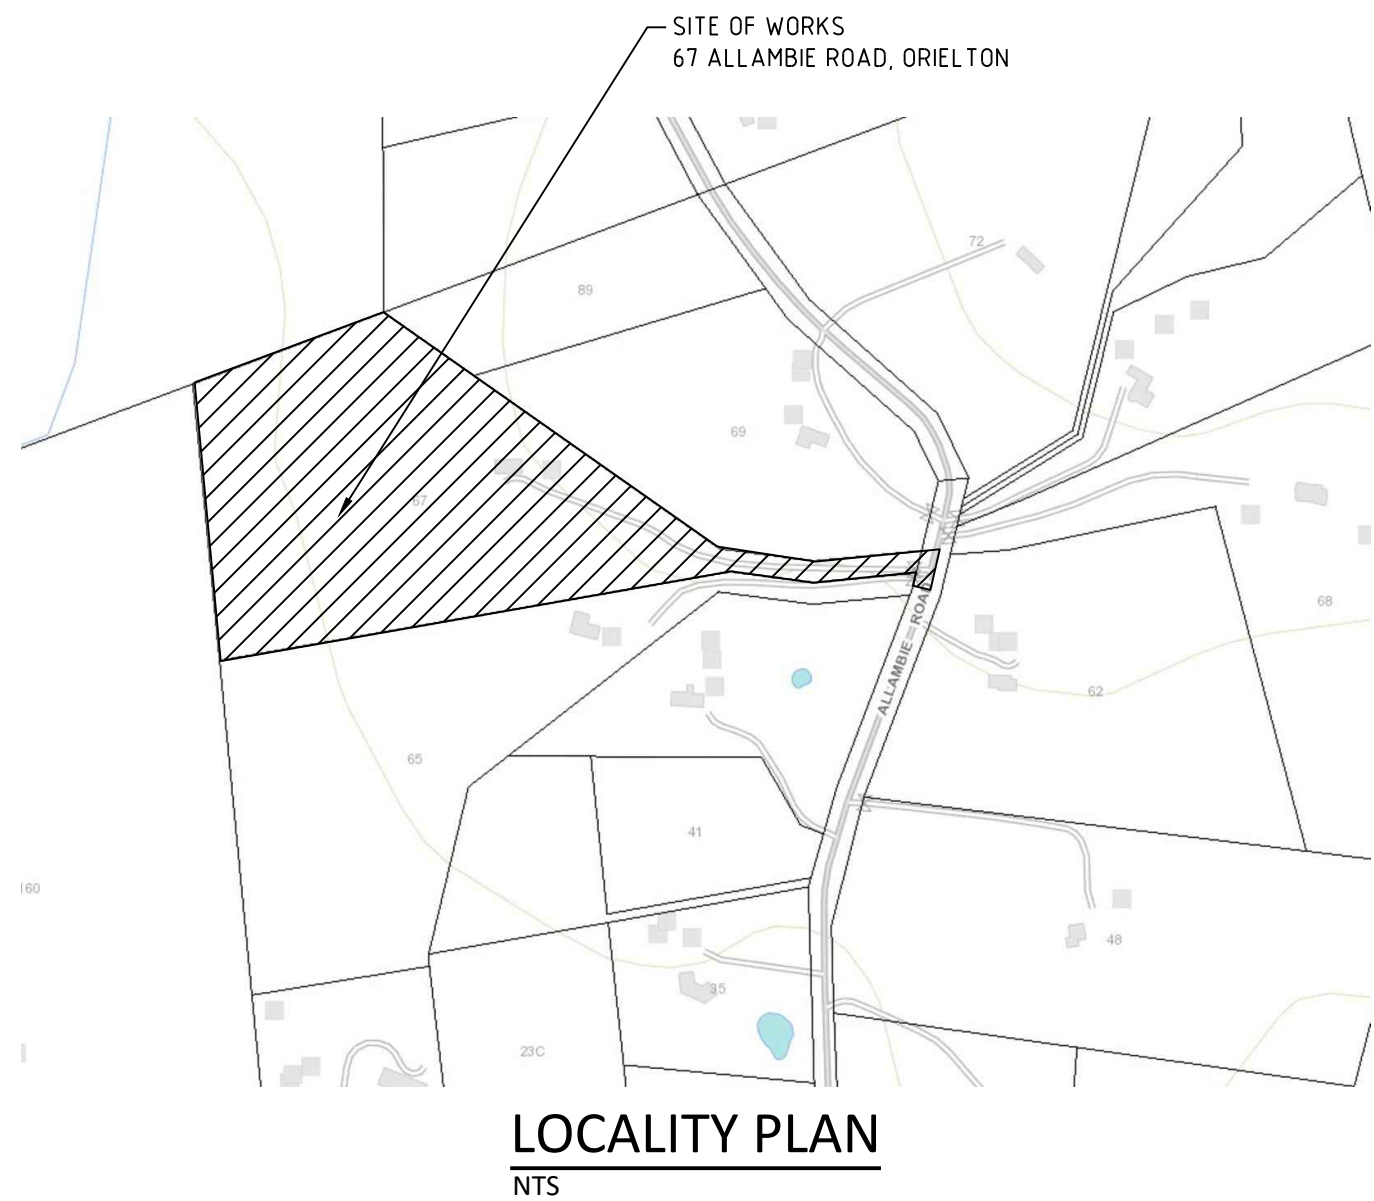 SITE OF WORKS
67 ALLAMBIE ROAD, ORIELTON
72
89
69
67
68
62
ALLAMBIE ROAD
65
41
160
48
35
23C
LOCALITY PLAN
NTS